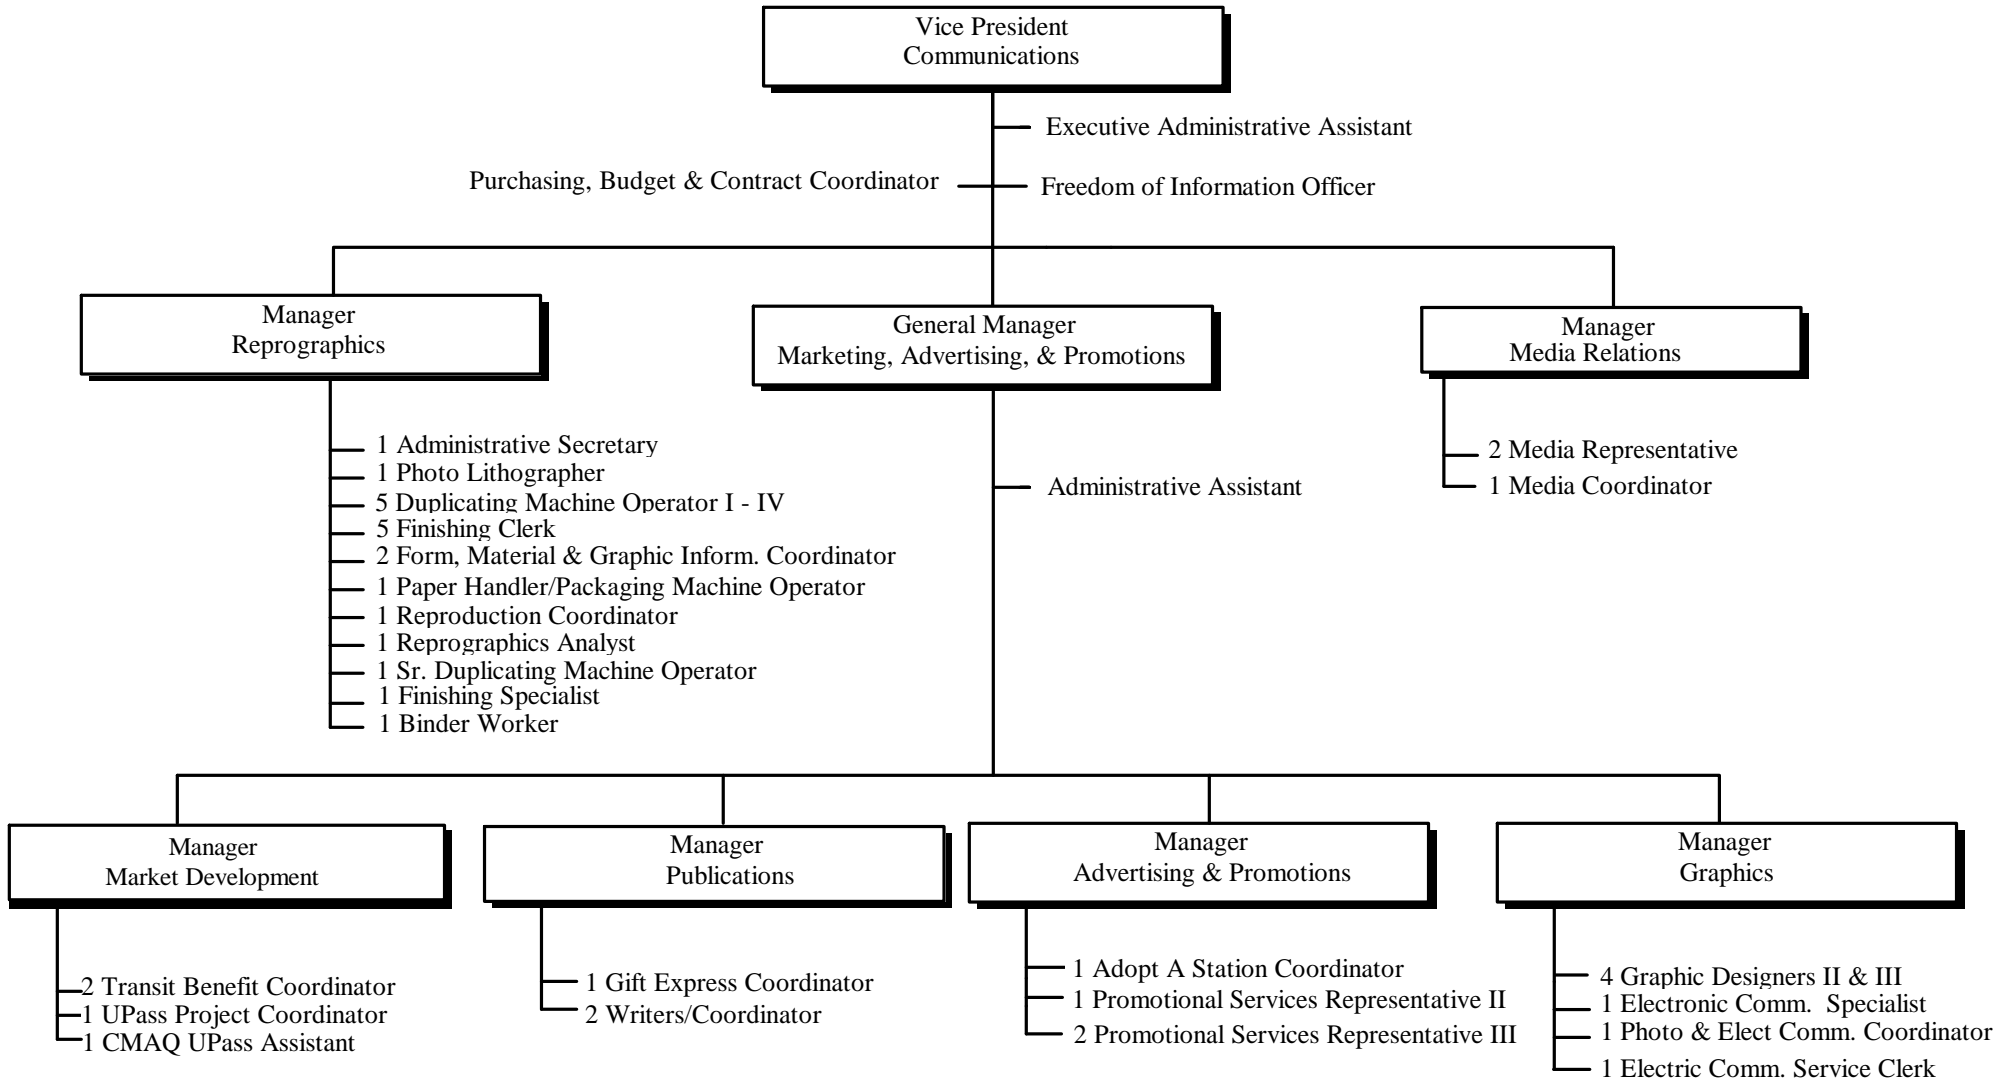 Vice President
Communications
Executive Administrative Assistant
Purchasing, Budget & Contract Coordinator
Freedom of Information Officer
Manager
Reprographics
General Manager
Marketing, Advertising, & Promotions
Manager
Media Relations
1 Administrative Secretary
1 Photo Lithographer
5 Duplicating Machine Operator I - IV
5 Finishing Clerk
2 Form, Material & Graphic Inform. Coordinator
1 Paper Handler/Packaging Machine Operator
1 Reproduction Coordinator
1 Reprographics Analyst
1 Sr. Duplicating Machine Operator
1 Finishing Specialist
1 Binder Worker
Administrative Assistant
2 Media Representative
1 Media Coordinator
Manager
Market Development
2 Transit Benefit Coordinator
1 UPass Project Coordinator
1 CMAQ UPass Assistant
Manager
Publications
1 Gift Express Coordinator
2 Writers/Coordinator
Manager
Advertising & Promotions
1 Adopt A Station Coordinator
1 Promotional Services Representative II
2 Promotional Services Representative III
Manager
Graphics
4 Graphic Designers II & III
1 Electronic Comm. Specialist
1 Photo & Elect Comm. Coordinator
1 Electric Comm. Service Clerk